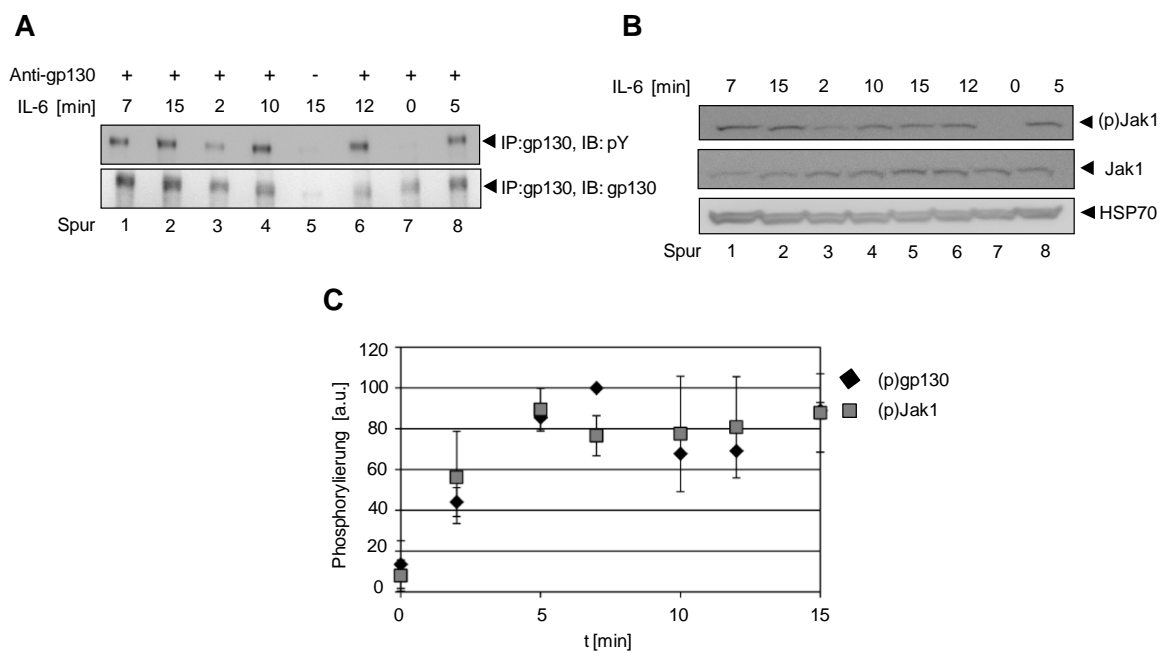 A
Anti-gp130 + + + + - + + +
IL-6 [min] 7 15 2 10 15 12 0 5
◄ IP:gp130, IB: pY
◄ IP:gp130, IB: gp130
Spur 1 2 3 4 5 6 7 8
B
IL-6 [min] 7 15 2 10 15 12 0 5
◄ (p)Jak1
◄ Jak1
◄ HSP70
Spur 1 2 3 4 5 6 7 8
C
Phosphorylierung [a.u.]
120
100
80
60
40
20
0
0 5 10 15
t [min]
(p)gp130
(p)Jak1